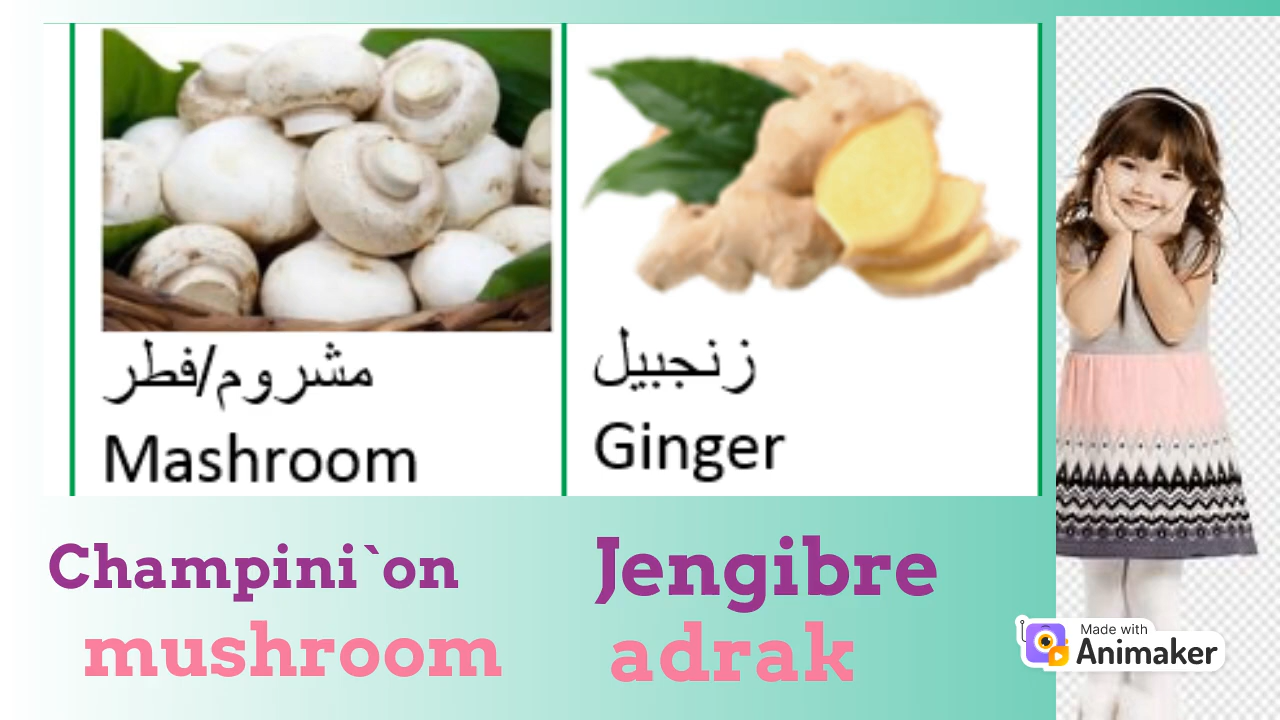 مشروم/فطر
Mashroom
زنجبيل
Ginger
Champini`on
mushroom
Jengibre
adrak
Made with
Animaker